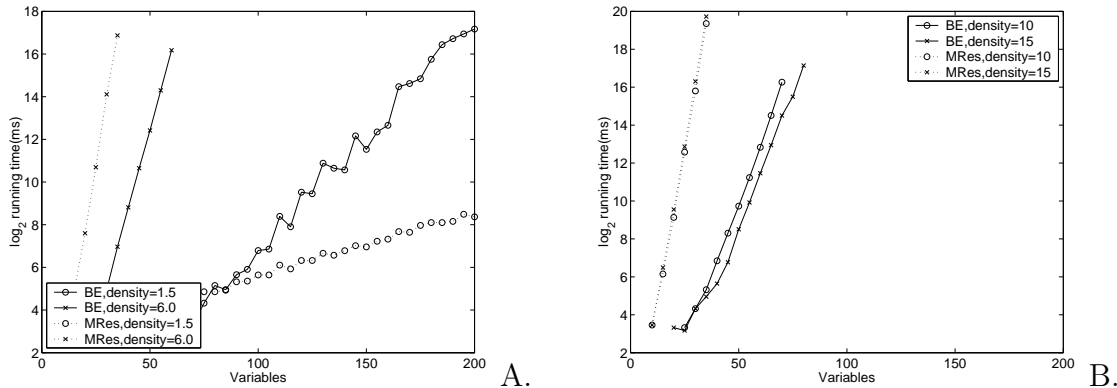 18
16
14
12
10
8
6
4
2
log2 running time(ms)
BE,density=1.5
BE,density=6.0
MRes,density=1.5
MRes,density=6.0
0 50 100 150 200
Variables
A.
20
18
16
14
12
10
8
6
4
2
log2 running time(ms)
BE,density=10
BE,density=15
MRes,density=10
MRes,density=15
0 50 100 150 200
Variables
B.